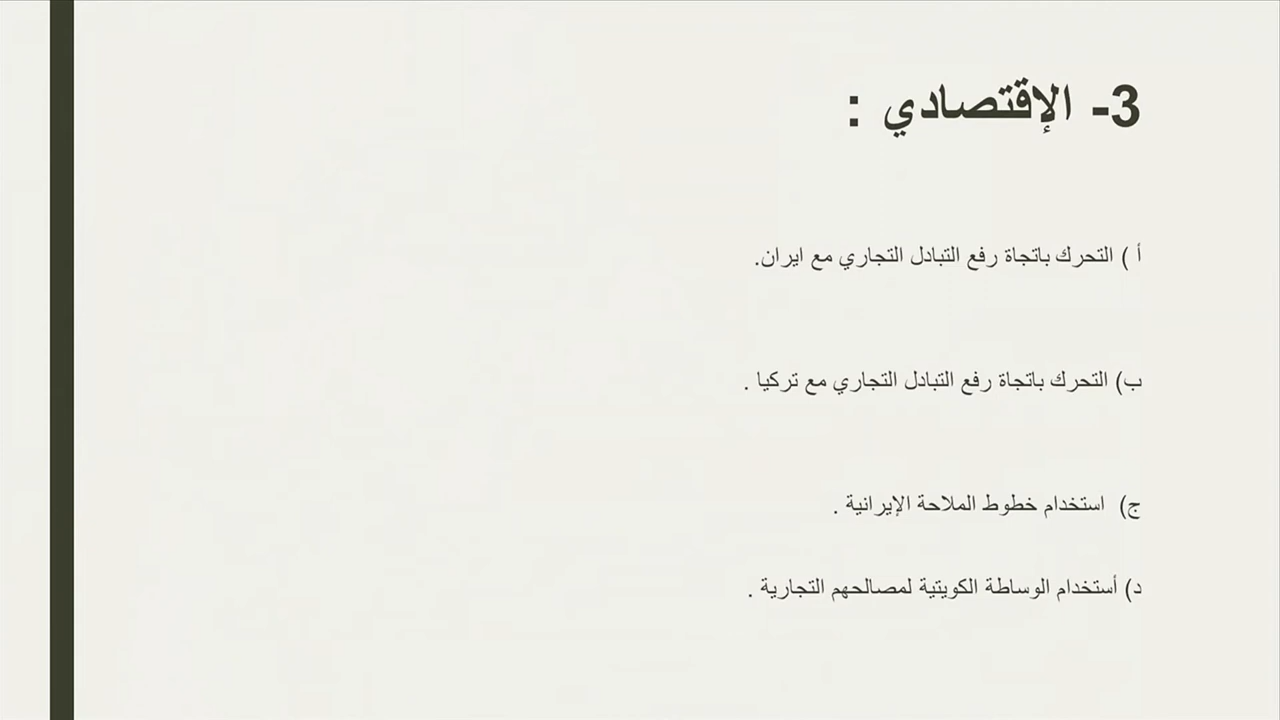 3- الإقتصادي :
أ ) التحرك باتجاة رفع التبادل التجاري مع ايران.
ب) التحرك باتجاة رفع التبادل التجاري مع تركيا .
ج) استخدام خطوط الملاحة الإيرانية .
د) أستخدام الوساطة الكويتية لمصالحهم التجارية .